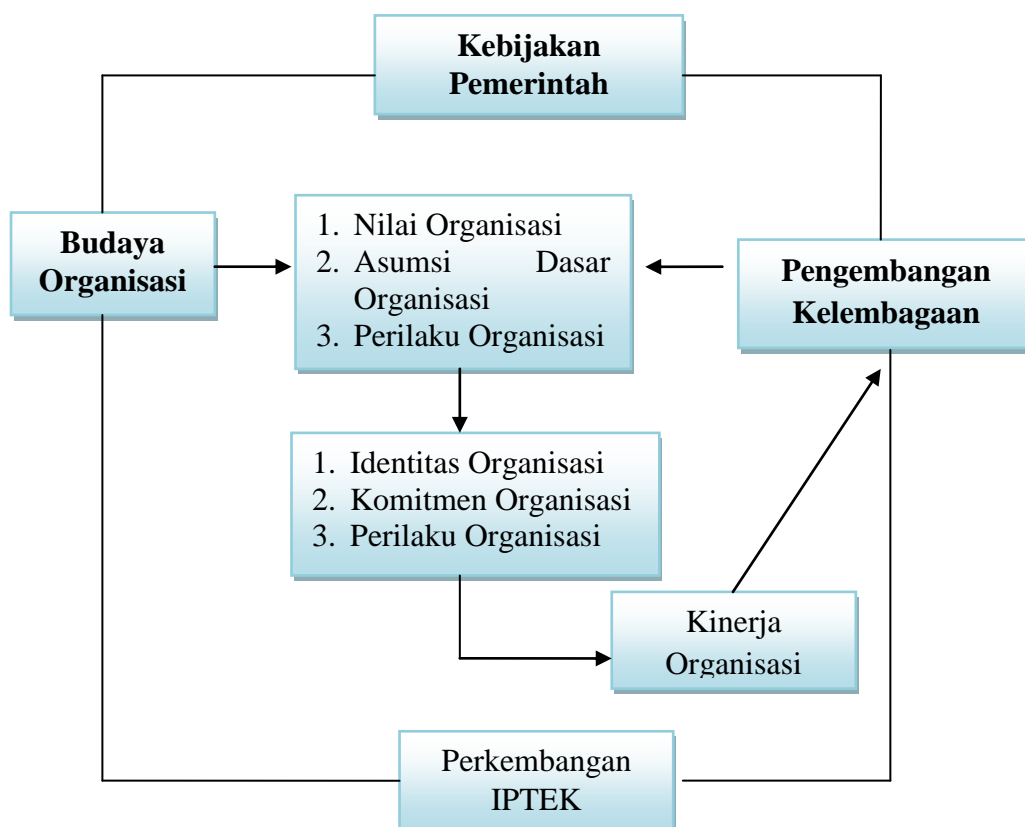 Kebijakan
Pemerintah
Budaya
Organisasi
1. Nilai Organisasi
2. Asumsi Dasar
Organisasi
3. Perilaku Organisasi
Pengembangan
Kelembagaan
1. Identitas Organisasi
2. Komitmen Organisasi
3. Perilaku Organisasi
Kinerja
Organisasi
Perkembangan
IPTEK